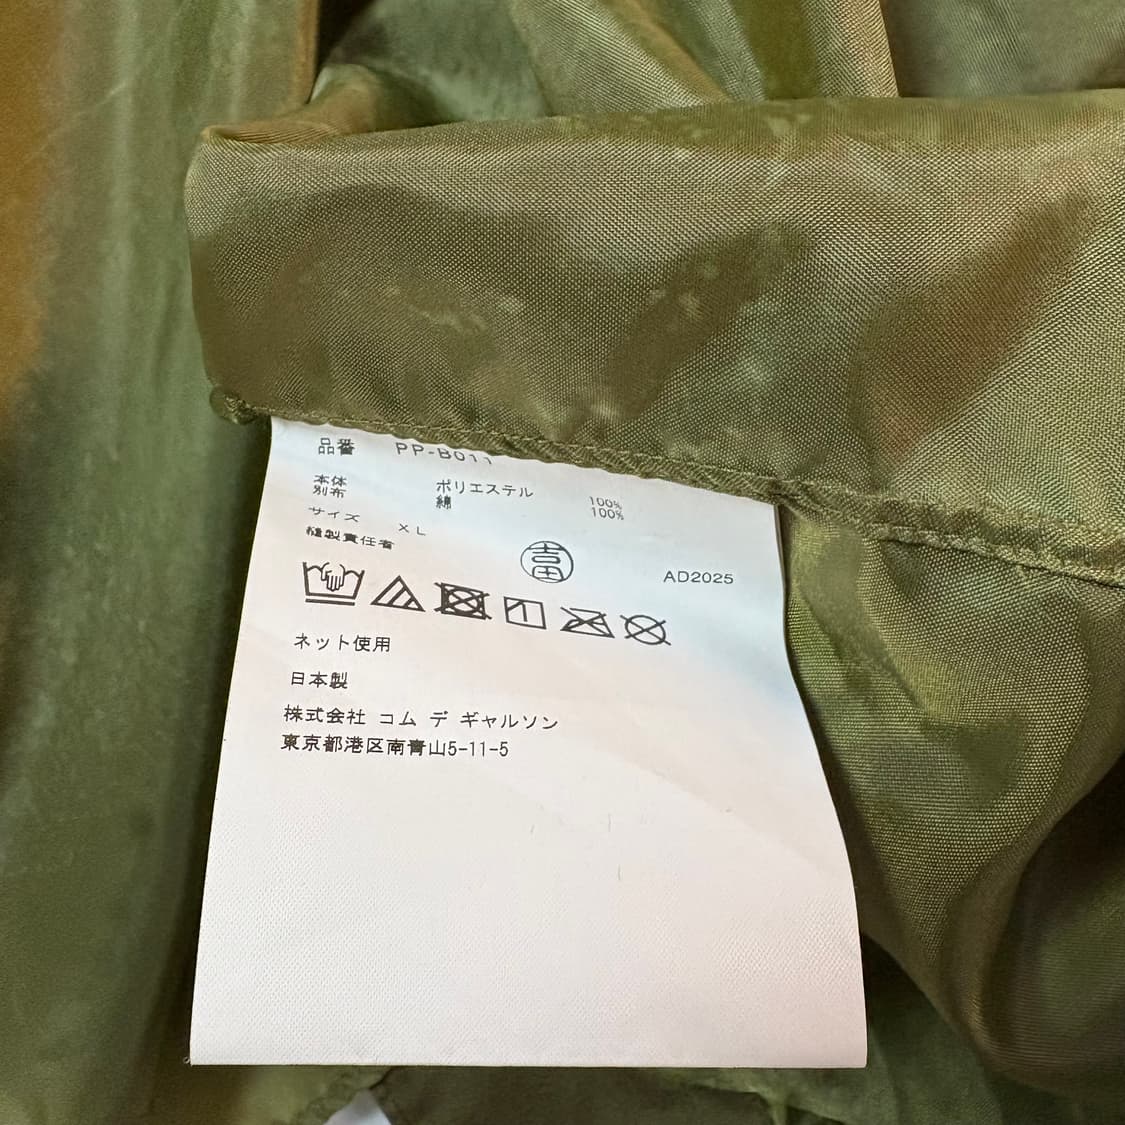 品番 PP-B011
本体 ポリエステル 100%
別布 綿 100%
サイズ XL
縫製責任者 吉田 AD2025
ネット使用
日本製
株式会社 コム デ ギャルソン
東京都港区南青山5-11-5